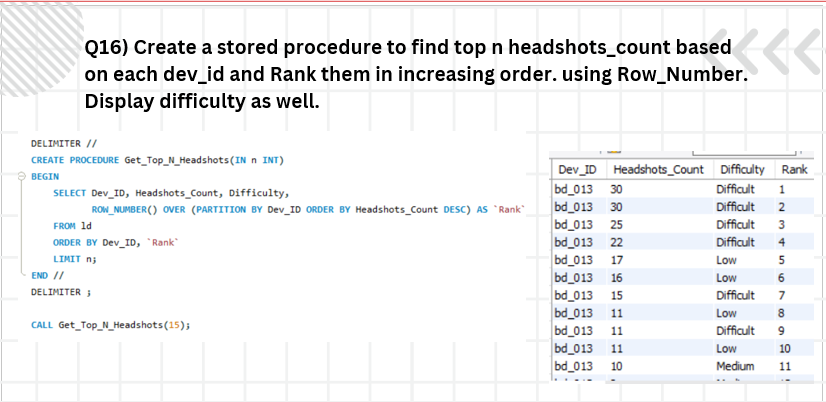 Q16) Create a stored procedure to find top n headshots_count based
on each dev_id and Rank them in increasing order. using Row_Number.
Display difficulty as well.
DELIMITER //
CREATE PROCEDURE Get_Top_N_Headshots(IN n INT)
BEGIN
SELECT Dev_ID, Headshots_Count, Difficulty,
ROW_NUMBER() OVER (PARTITION BY Dev_ID ORDER BY Headshots_Count DESC) AS `Rank`
FROM ld
ORDER BY Dev_ID, `Rank`
LIMIT n;
END //
DELIMITER ;
CALL Get_Top_N_Headshots(15);
Dev_ID Headshots_Count Difficulty Rank
bd_013 30 Difficult 1
bd_013 30 Difficult 2
bd_013 25 Difficult 3
bd_013 22 Difficult 4
bd_013 17 Low 5
bd_013 16 Low 6
bd_013 15 Difficult 7
bd_013 11 Low 8
bd_013 11 Difficult 9
bd_013 11 Low 10
bd_013 10 Medium 11